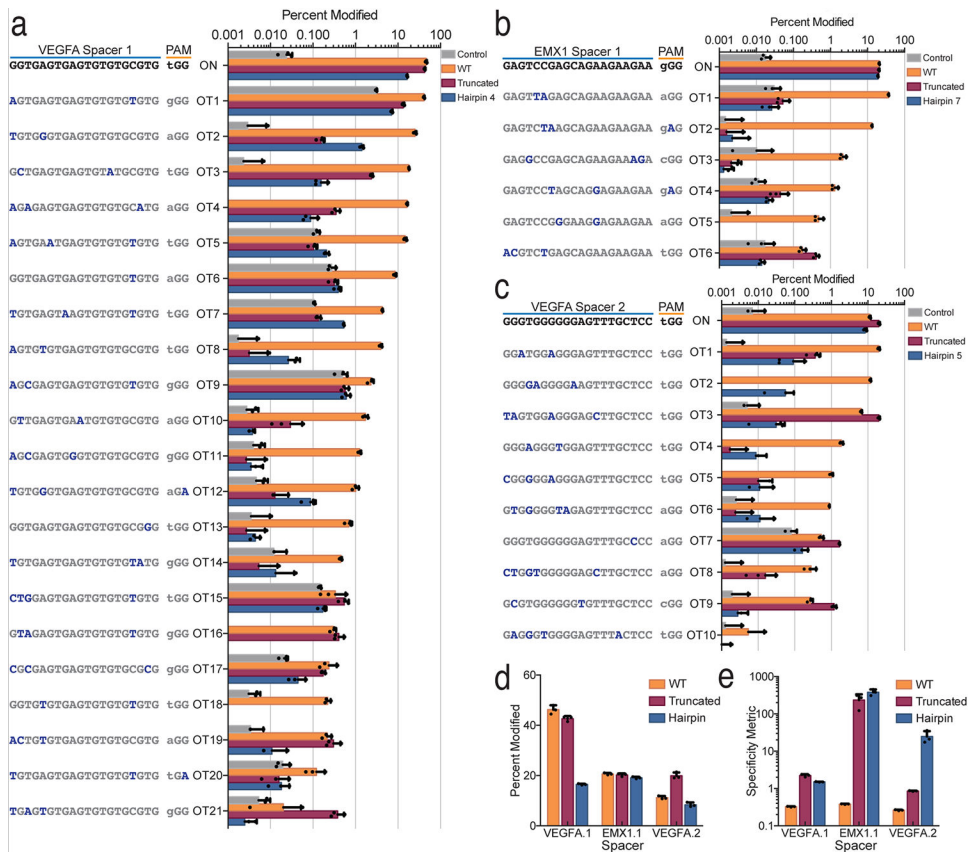 a
Percent Modified
VEGFA Spacer 1 PAM
0.001 0.010 0.100 1 10 100
GGTGAGTGAGTGTGTGCGTG tGG ON
AGTGAGTGAGTGTGTGTGTG gGG OT1
TGTGGGTGAGTGTGTGCGTG aGG OT2
GCTGAGTGAGTGTATGCGTG tGG OT3
AGAGAGTGAGTGTGTGCATG aGG OT4
AGTGAATGAGTGTGTGTGTG tGG OT5
GGTGAGTGAGTGTGTGTGTG aGG OT6
TGTGAGTAAGTGTGTGTGTG tGG OT7
AGTGTGTGAGTGTGTGCGTG tGG OT8
AGCGAGTGAGTGTGTGTGTG gGG OT9
GTTGAGTGAATGTGTGCGTG aGG OT10
AGCGAGTGGGTGTGTGCGTG gGG OT11
TGTGGGTGAGTGTGTGCGTG aGA OT12
GGTGAGTGAGTGTGTGCGGG tGG OT13
TGTGAGTGAGTGTGTGTATG gGG OT14
CTGGAGTGAGTGTGTGTGTG tGG OT15
GTAGAGTGAGTGTGTGTGTG gGG OT16
CGCGAGTGAGTGTGTGCGCG gGG OT17
GGTGTGTGAGTGTGTGTGTG tGG OT18
ACTGTGTGAGTGTGTGCGTG aGG OT19
TGTGAGTGAGTGTGTGTGTG tGA OT20
TGAGTGTGAGTGTGTGCGTG gGG OT21
Control
WT
Truncated
Hairpin 4
b
Percent Modified
EMX1 Spacer 1 PAM
0.001 0.010 0.100 1 10 100
GAGTCCGAGCAGAAGAAGAA gGG ON
GAGTTAGAGCAGAAGAAGAA aGG OT1
GAGTCTAAGCAGAAGAAGAA gAG OT2
GAGGCCGAGCAGAAGAAAGA cGG OT3
GAGTCCTAGCAGGAGAAGAA gAG OT4
GAGTCCGGGAAGGAGAAGAA aGG OT5
ACGTCTGAGCAGAAGAAGAA tGG OT6
Control
WT
Truncated
Hairpin 7
c
Percent Modified
VEGFA Spacer 2 PAM
0.001 0.010 0.100 1 10 100
GGGTGGGGGGAGTTTGCTCC tGG ON
GGATGGAGGGAGTTTGCTCC tGG OT1
GGGGAGGGGAAGTTTGCTCC tGG OT2
TAGTGGAGGGAGCTTGCTCC tGG OT3
GGGAGGGTGGAGTTTGCTCC tGG OT4
CGGGGGAGGGAGTTTGCTCC tGG OT5
GTGGGGGTAGAGTTTGCTCC aGG OT6
GGGTGGGGGGAGTTTGCCCC aGG OT7
CTGGTGGGGGAGCTTGCTCC aGG OT8
GCGTGGGGGGTGTTTGCTCC cGG OT9
GAGGGTGGGGAGTTTACTCC tGG OT10
Control
WT
Truncated
Hairpin 5
d
Percent Modified
60
40
20
0
WT
Truncated
Hairpin
VEGFA.1 EMX1.1 VEGFA.2
Spacer
e
Specificity Metric
1000
100
10
1
0.1
WT
Truncated
Hairpin
VEGFA.1 EMX1.1 VEGFA.2
Spacer